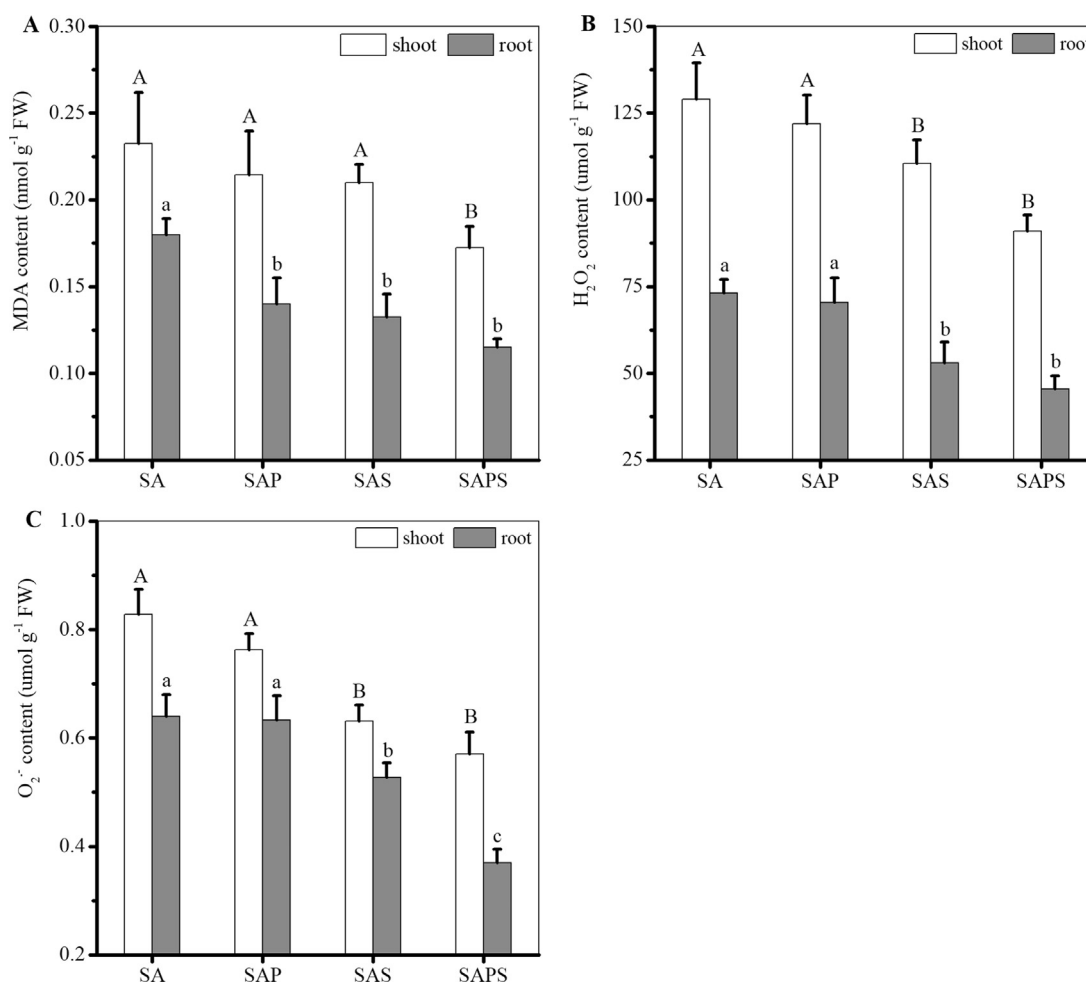 A
MDA content (nmol g⁻¹ FW)
0.30
0.25
0.20
0.15
0.10
0.05
shoot root
A
a
A
b
A
b
B
b
SA SAP SAS SAPS
B
H₂O₂ content (umol g⁻¹ FW)
150
125
100
75
50
25
shoot root
A
a
A
a
B
b
B
b
SA SAP SAS SAPS
C
O₂·⁻ content (umol g⁻¹ FW)
1.0
0.8
0.6
0.4
0.2
shoot root
A
a
A
a
B
b
B
c
SA SAP SAS SAPS